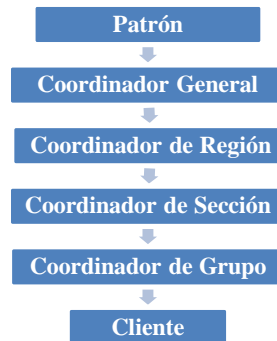 Patrón
Coordinador General
Coordinador de Región
Coordinador de Sección
Coordinador de Grupo
Cliente